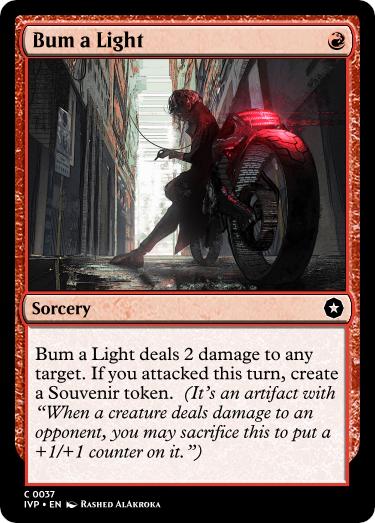 Bum a Light
Sorcery
Bum a Light deals 2 damage to any
target. If you attacked this turn, create
a Souvenir token. (It's an artifact with
“When a creature deals damage to an
opponent, you may sacrifice this to put a
+1/+1 counter on it.”)
C 0037
IVP • EN RASHED ALAKROKA